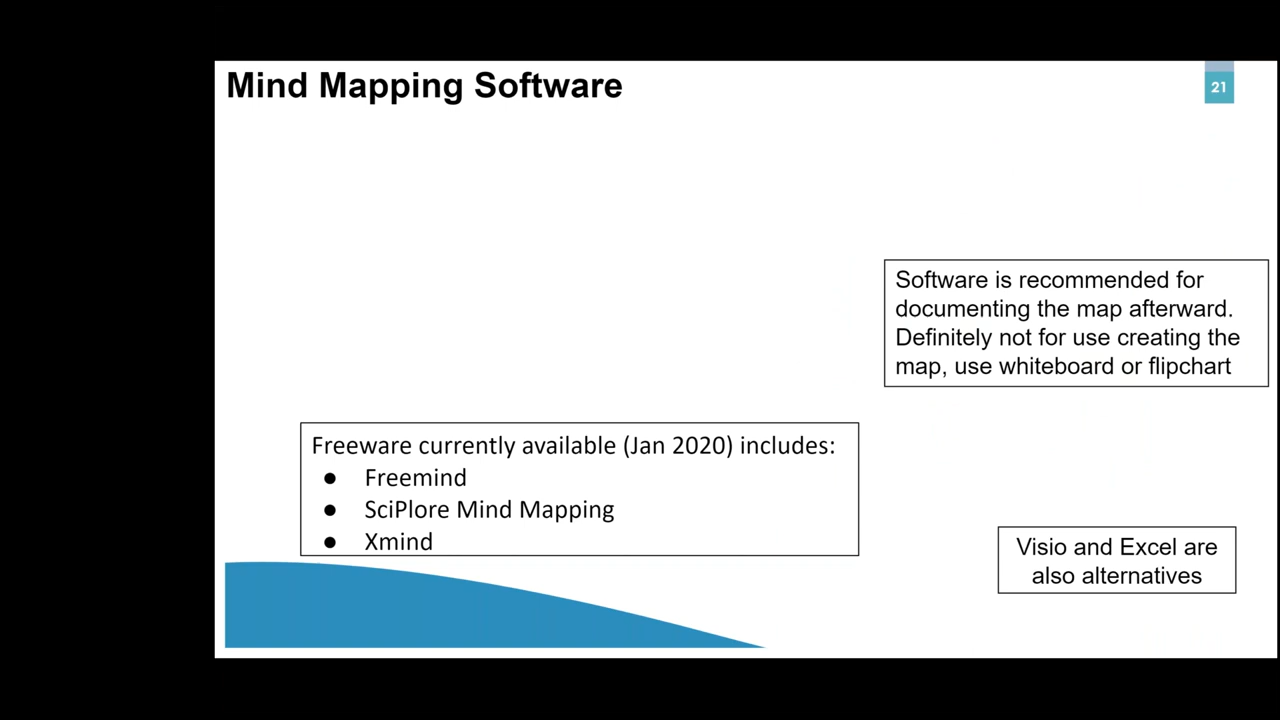 Mind Mapping Software
21
Software is recommended for
documenting the map afterward.
Definitely not for use creating the
map, use whiteboard or flipchart
Freeware currently available (Jan 2020) includes:
● Freemind
● SciPlore Mind Mapping
● Xmind
Visio and Excel are
also alternatives